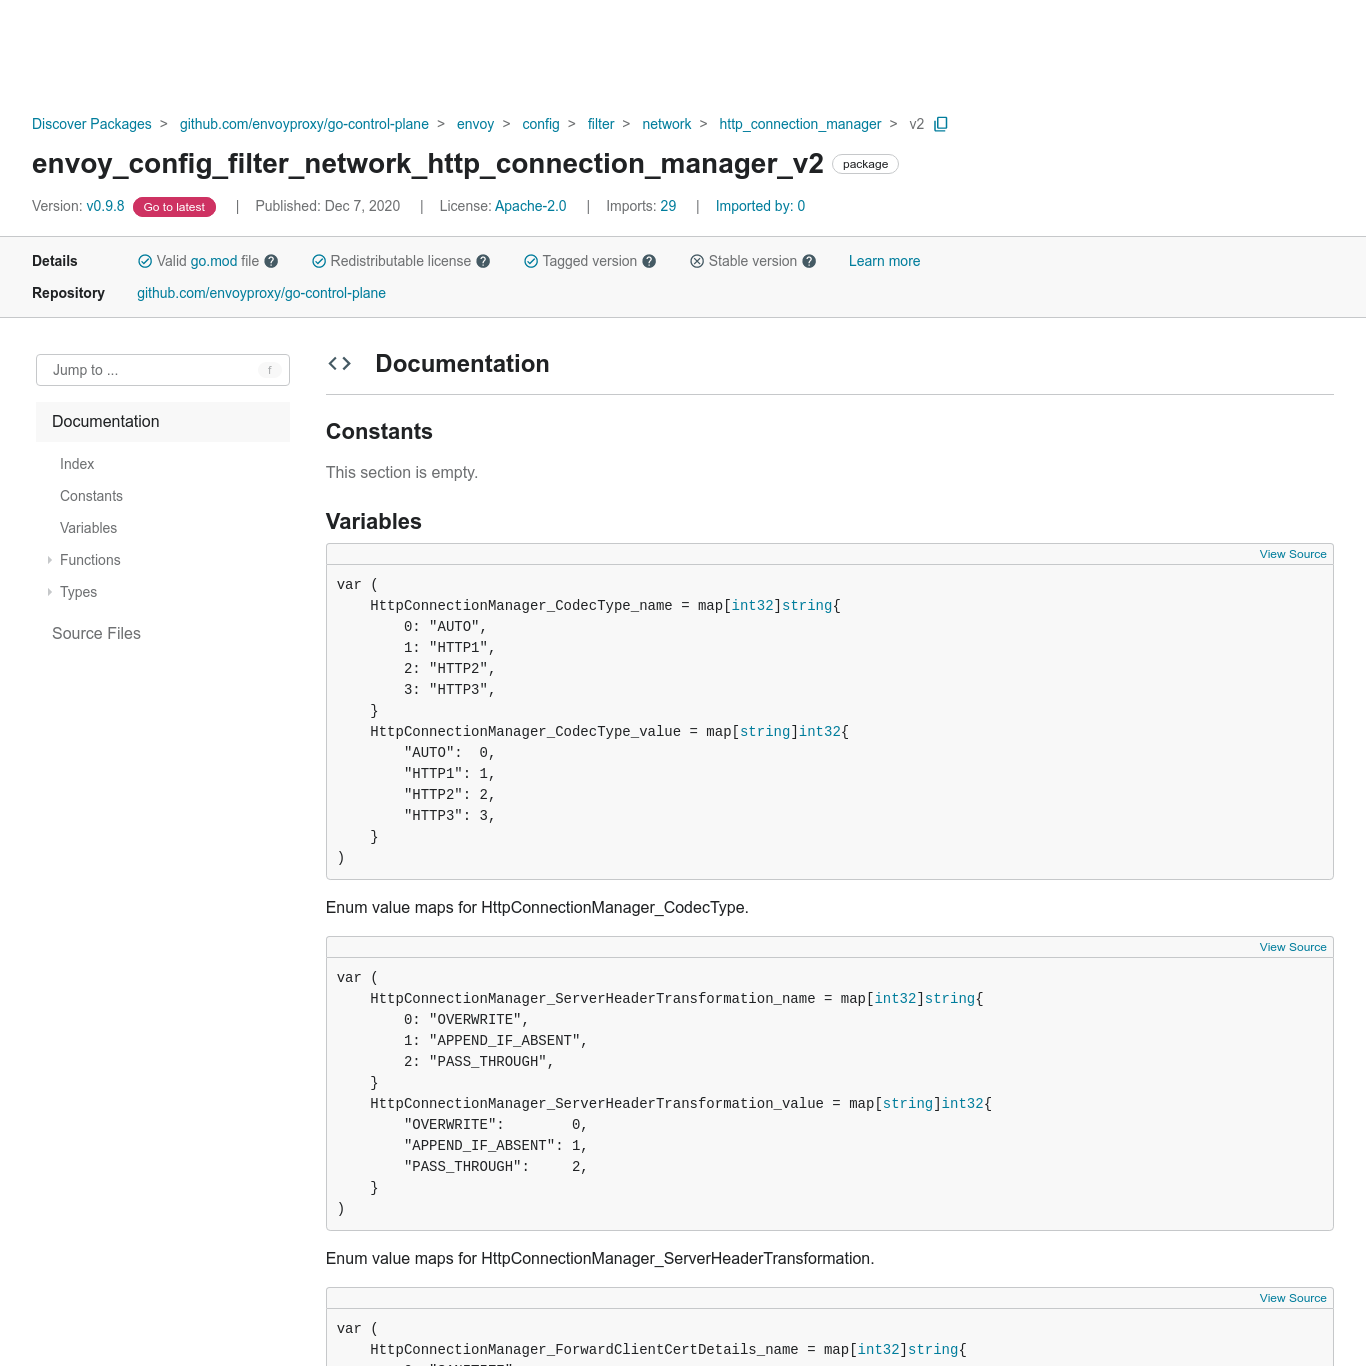 Discover Packages > github.com/envoyproxy/go-control-plane > envoy > config > filter > network > http_connection_manager > v2
envoy_config_filter_network_http_connection_manager_v2 package
Version: v0.9.8 Go to latest | Published: Dec 7, 2020 | License: Apache-2.0 | Imports: 29 | Imported by: 0
Details Valid go.mod file ? Redistributable license ? Tagged version ? Stable version ? Learn more
Repository github.com/envoyproxy/go-control-plane
Jump to ... f
Documentation
Index
Constants
Variables
Functions
Types
Source Files
<> Documentation
Constants
This section is empty.
Variables
View Source
var (
    HttpConnectionManager_CodecType_name = map[int32]string{
        0: "AUTO",
        1: "HTTP1",
        2: "HTTP2",
        3: "HTTP3",
    }
    HttpConnectionManager_CodecType_value = map[string]int32{
        "AUTO":  0,
        "HTTP1": 1,
        "HTTP2": 2,
        "HTTP3": 3,
    }
)
Enum value maps for HttpConnectionManager_CodecType.
View Source
var (
    HttpConnectionManager_ServerHeaderTransformation_name = map[int32]string{
        0: "OVERWRITE",
        1: "APPEND_IF_ABSENT",
        2: "PASS_THROUGH",
    }
    HttpConnectionManager_ServerHeaderTransformation_value = map[string]int32{
        "OVERWRITE":        0,
        "APPEND_IF_ABSENT": 1,
        "PASS_THROUGH":     2,
    }
)
Enum value maps for HttpConnectionManager_ServerHeaderTransformation.
View Source
var (
    HttpConnectionManager_ForwardClientCertDetails_name = map[int32]string{